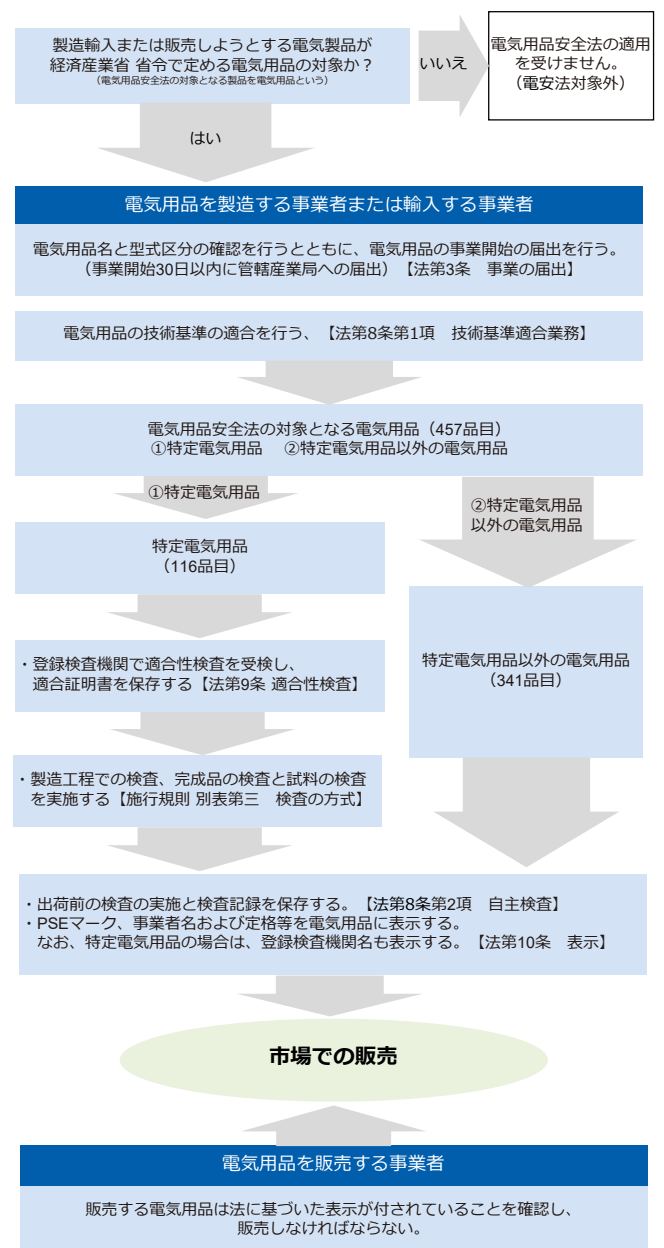 製造輸入または販売しようとする電気製品が
経済産業省 省令で定める電気用品の対象か？
（電気用品安全法の対象となる製品を電気用品という）
いいえ
電気用品安全法の適用
を受けません。
（電安法対象外）
はい
電気用品を製造する事業者または輸入する事業者
電気用品名と型式区分の確認を行うとともに、電気用品の事業開始の届出を行う。
（事業開始30日以内に管轄産業局への届出）【法第3条　事業の届出】
電気用品の技術基準の適合を行う、【法第8条第1項　技術基準適合業務】
電気用品安全法の対象となる電気用品（457品目）
①特定電気用品　②特定電気用品以外の電気用品
①特定電気用品
②特定電気用品
以外の電気用品
特定電気用品
（116品目）
・登録検査機関で適合性検査を受検し、
適合証明書を保存する【法第9条 適合性検査】
特定電気用品以外の電気用品
（341品目）
・製造工程での検査、完成品の検査と試料の検査
を実施する【施行規則 別表第三　検査の方式】
・出荷前の検査の実施と検査記録を保存する。【法第8条第2項　自主検査】
・PSEマーク、事業者名および定格等を電気用品に表示する。
なお、特定電気用品の場合は、登録検査機関名も表示する。【法第10条　表示】
市場での販売
電気用品を販売する事業者
販売する電気用品は法に基づいた表示が付されていることを確認し、
販売しなければならない。